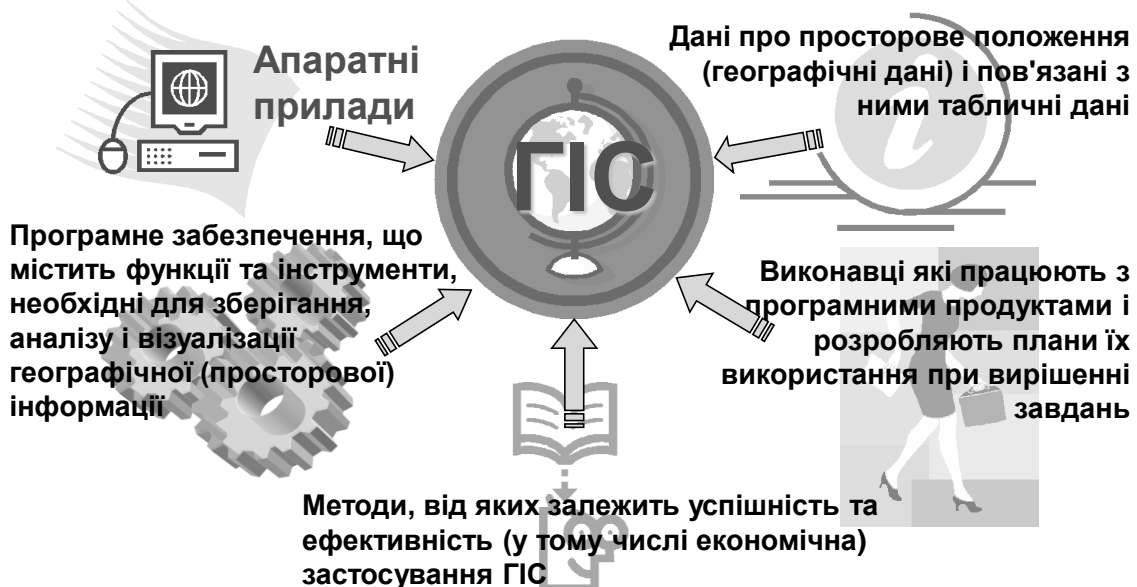 Апаратні
прилади
ГІС
Дані про просторове положення
(географічні дані) і пов'язані з
ними табличні дані
Програмне забезпечення, що
містить функції та інструменти,
необхідні для зберігання,
аналізу і візуалізації
географічної (просторової)
інформації
Виконавці які працюють з
програмними продуктами і
розробляють плани їх
використання при вирішенні
завдань
Методи, від яких залежить успішність та
ефективність (у тому числі економічна)
застосування ГІС